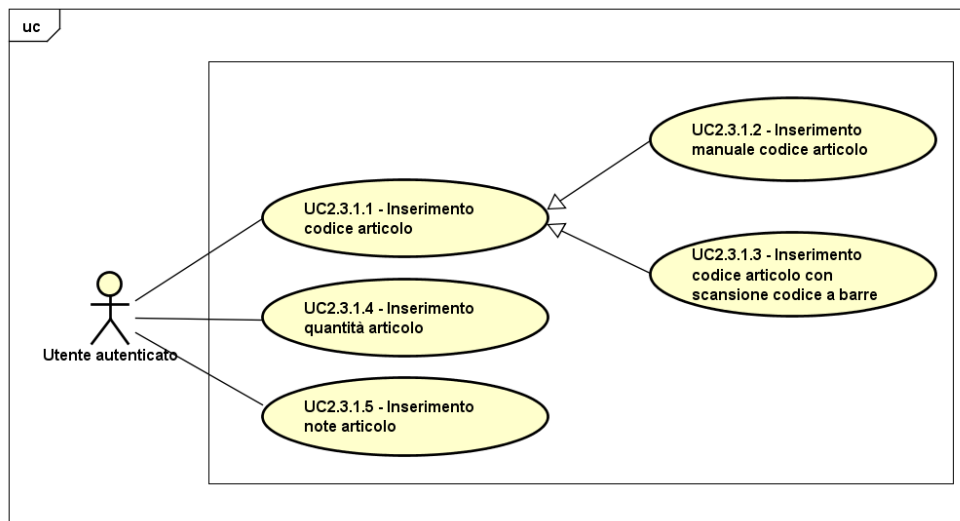 uc
UC2.3.1.2 - Inserimento
manuale codice articolo
UC2.3.1.1 - Inserimento
codice articolo
UC2.3.1.3 - Inserimento
codice articolo con
scansione codice a barre
UC2.3.1.4 - Inserimento
quantità articolo
Utente autenticato
UC2.3.1.5 - Inserimento
note articolo